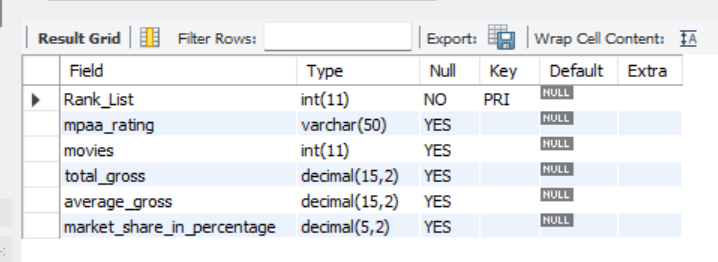 Result Grid Filter Rows: Export: Wrap Cell Content: IA
Field Type Null Key Default Extra
Rank_List int(11) NO PRI NULL
mpaa_rating varchar(50) YES NULL
movies int(11) YES NULL
total_gross decimal(15,2) YES NULL
average_gross decimal(15,2) YES NULL
market_share_in_percentage decimal(5,2) YES NULL